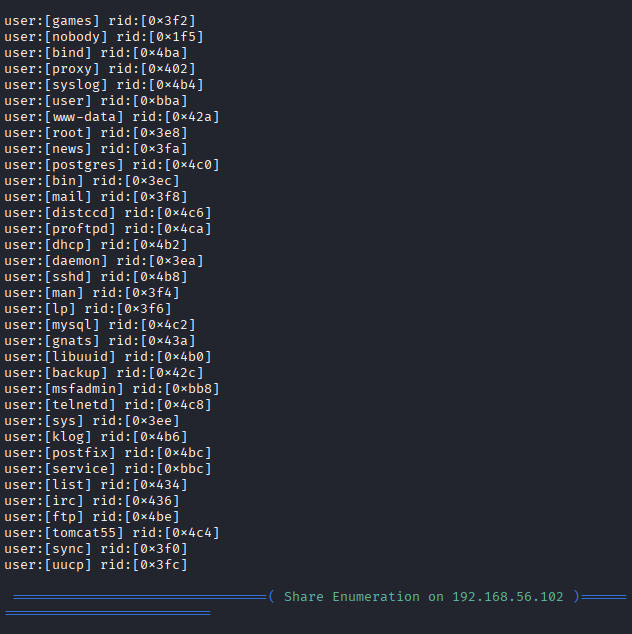 user:[games] rid:[0×3f2]
user:[nobody] rid:[0×1f5]
user:[bind] rid:[0×4ba]
user:[proxy] rid:[0×402]
user:[syslog] rid:[0×4b4]
user:[user] rid:[0×bba]
user:[www-data] rid:[0×42a]
user:[root] rid:[0×3e8]
user:[news] rid:[0×3fa]
user:[postgres] rid:[0×4c0]
user:[bin] rid:[0×3ec]
user:[mail] rid:[0×3f8]
user:[distccd] rid:[0×4c6]
user:[proftpd] rid:[0×4ca]
user:[dhcp] rid:[0×4b2]
user:[daemon] rid:[0×3ea]
user:[sshd] rid:[0×4b8]
user:[man] rid:[0×3f4]
user:[lp] rid:[0×3f6]
user:[mysql] rid:[0×4c2]
user:[gnats] rid:[0×43a]
user:[libuuid] rid:[0×4b0]
user:[backup] rid:[0×42c]
user:[msfadmin] rid:[0×bb8]
user:[telnetd] rid:[0×4c8]
user:[sys] rid:[0×3ee]
user:[klog] rid:[0×4b6]
user:[postfix] rid:[0×4bc]
user:[service] rid:[0×bbc]
user:[list] rid:[0×434]
user:[irc] rid:[0×436]
user:[ftp] rid:[0×4be]
user:[tomcat55] rid:[0×4c4]
user:[sync] rid:[0×3f0]
user:[uucp] rid:[0×3fc]
( Share Enumeration on 192.168.56.102 )